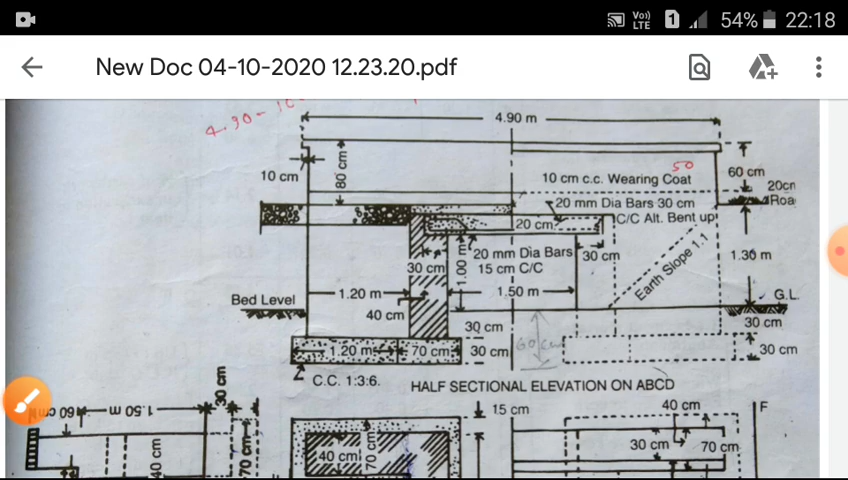 Vo)) LTE 1 54% 22:18
New Doc 04-10-2020 12.23.20.pdf
4.90 m
4.90 -
10 cm
80 cm
50
10 cm c.c. Wearing Coat
60 cm
20cm
Roa
20 mm Dia Bars 30 cm
C/C Alt. Bent up
20 cm
20 mm Dia Bars
15 cm C/C
30 cm
30 cm
1.00 m
Earth Slope 1.1
1.30 m
Bed Level
1.20 m
1.50 m
G.L.
40 cm
30 cm
30 cm
60 cm
1.20 m
70 cm
30 cm
30 cm
C.C. 1:3:6.
HALF SECTIONAL ELEVATION ON ABCD
30 cm
1.50 m
60 cm
15 cm
40 cm
F
40 cm
70 cm
40 cm
70 cm
30 cm
70 cm